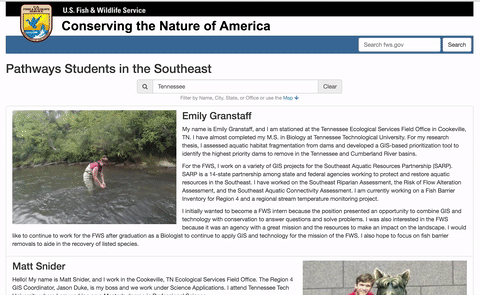 U.S. Fish & Wildlife Service
Conserving the Nature of America
Search fws.gov
Search
Pathways Students in the Southeast
Tennessee
Clear
Filter by Name, City, State, or Office or use the Map
Emily Granstaff
My name is Emily Granstaff, and I am stationed at the Tennessee Ecological Services Field Office in Cookeville,
TN. I have almost completed my M.S. in Biology at Tennessee Technological University. For my research
thesis, I assessed aquatic habitat fragmentation from dams and developed a GIS-based prioritization tool to
identify the highest priority dams to remove in the Tennessee and Cumberland River basins.
For the FWS, I work on a variety of GIS projects for the Southeast Aquatic Resources Partnership (SARP).
SARP is a 14-state partnership among state and federal agencies working to protect and restore aquatic
resources in the Southeast. I have worked on the Southeast Riparian Assessment, the Risk of Flow Alteration
Assessment, and the Southeast Aquatic Connectivity Assessment. I am currently working on a Fish Barrier
Inventory for Region 4 and a regional stream temperature monitoring project.
I initially wanted to become a FWS intern because the position presented an opportunity to combine GIS and
technology with conservation to answer questions and solve problems. I was also interested in the FWS
because it was an agency with a great mission and the resources to make an impact on the landscape. I would
like to continue to work for the FWS after graduation as a Biologist to continue to apply GIS and technology for the mission of the FWS. I also hope to focus on fish barrier
removals to aide in the recovery of listed species.
Matt Snider
Hello! My name is Matt Snider, and I work in the Cookeville, TN Ecological Services Field Office. The Region 4
GIS Coordinator, Jason Duke, is my boss and we work under Science Applications. I attend Tennessee Tech